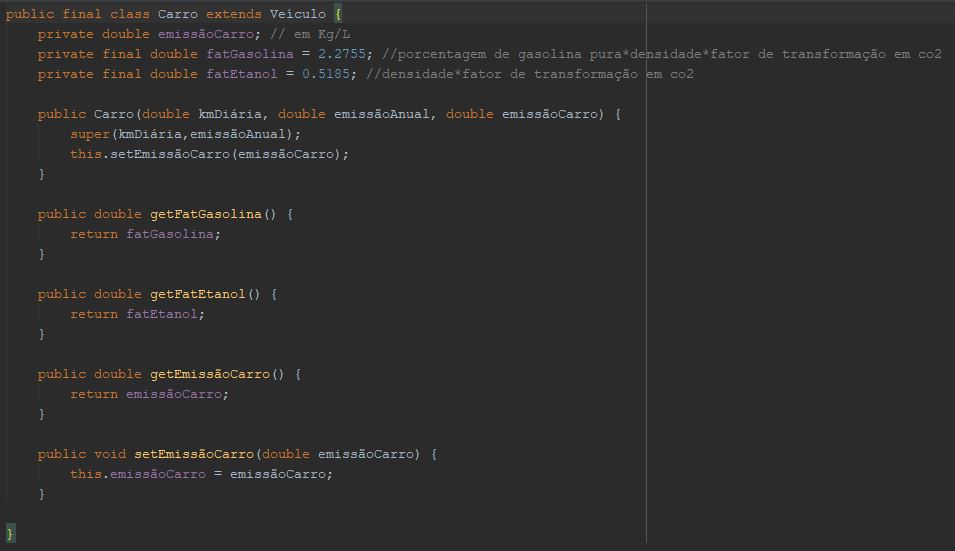 public final class Carro extends Veículo {
    private double emissãoCarro; // em Kg/L
    private final double fatGasolina = 2.2755; //porcentagem de gasolina pura*densidade*fator de transformação em co2
    private final double fatEtanol = 0.5185; //densidade*fator de transformação em co2
    public Carro(double kmDiária, double emissãoAnual, double emissãoCarro) {
        super(kmDiária,emissãoAnual);
        this.setEmissãoCarro(emissãoCarro);
    }
    public double getFatGasolina() {
        return fatGasolina;
    }
    public double getFatEtanol() {
        return fatEtanol;
    }
    public double getEmissãoCarro() {
        return emissãoCarro;
    }
    public void setEmissãoCarro(double emissãoCarro) {
        this.emissãoCarro = emissãoCarro;
    }
}